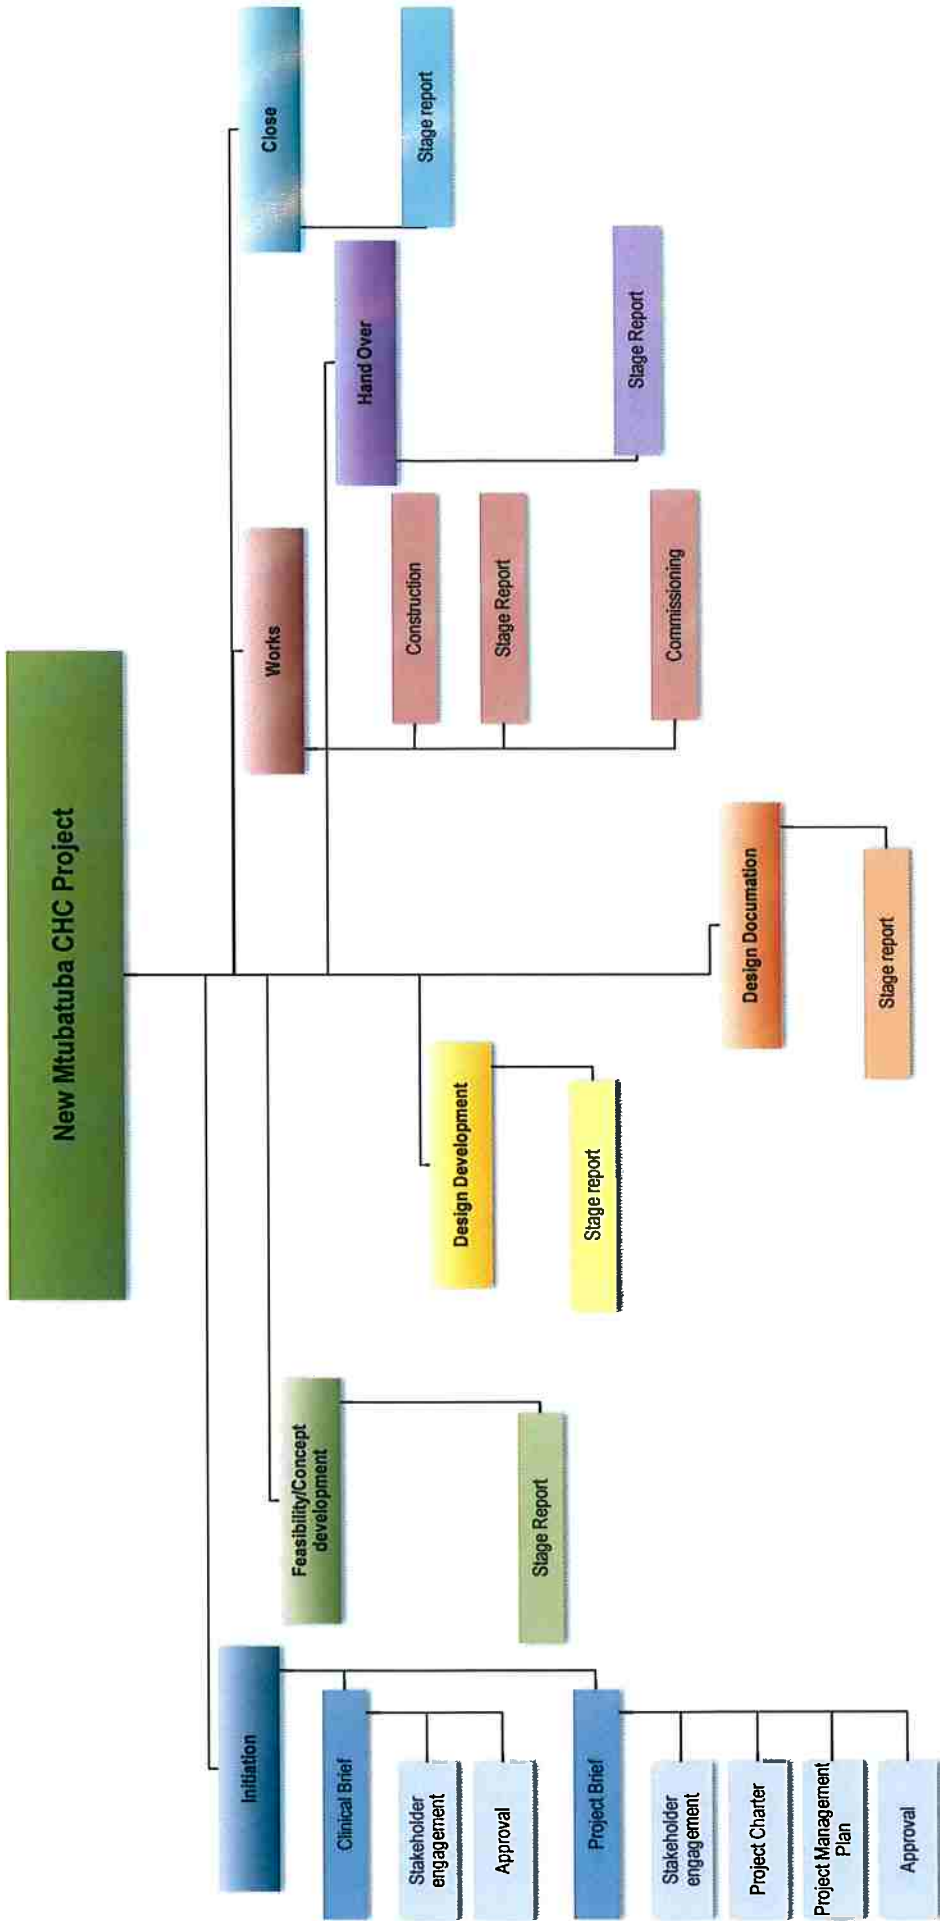 New Mtubatuba CHC Project
Initiation
Clinical Brief
Stakeholder
engagement
Approval
Project Brief
Stakeholder
engagement
Project Charter
Project Management
Plan
Approval
Feasibility/Concept
development
Stage Report
Design Development
Stage report
Design Documation
Stage report
Works
Construction
Stage Report
Commissioning
Hand Over
Stage Report
Close
Stage report